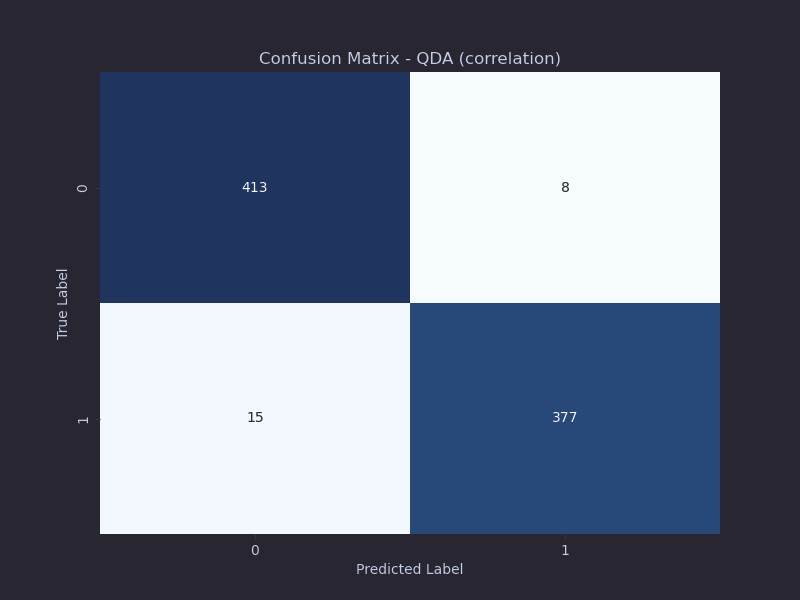 Confusion Matrix - QDA (correlation)
0
413
8
True Label
1
15
377
0
1
Predicted Label